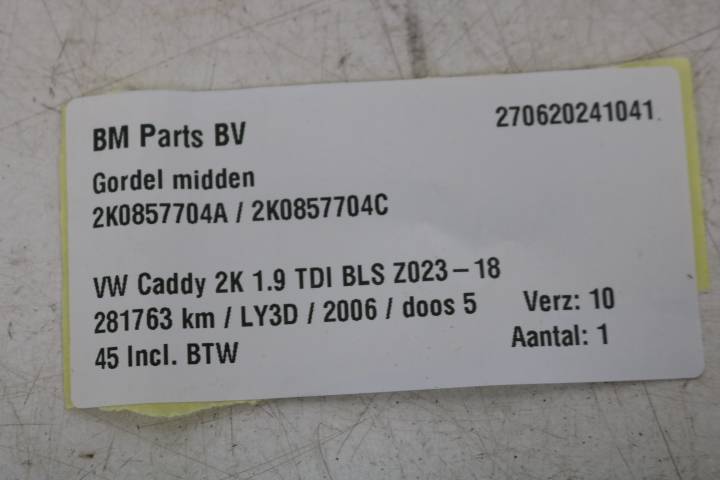 BM Parts BV 270620241041
Gordel midden
2K0857704A / 2K0857704C
VW Caddy 2K 1.9 TDI BLS Z023-18
281763 km / LY3D / 2006 / doos 5 Verz: 10
45 Incl. BTW Aantal: 1